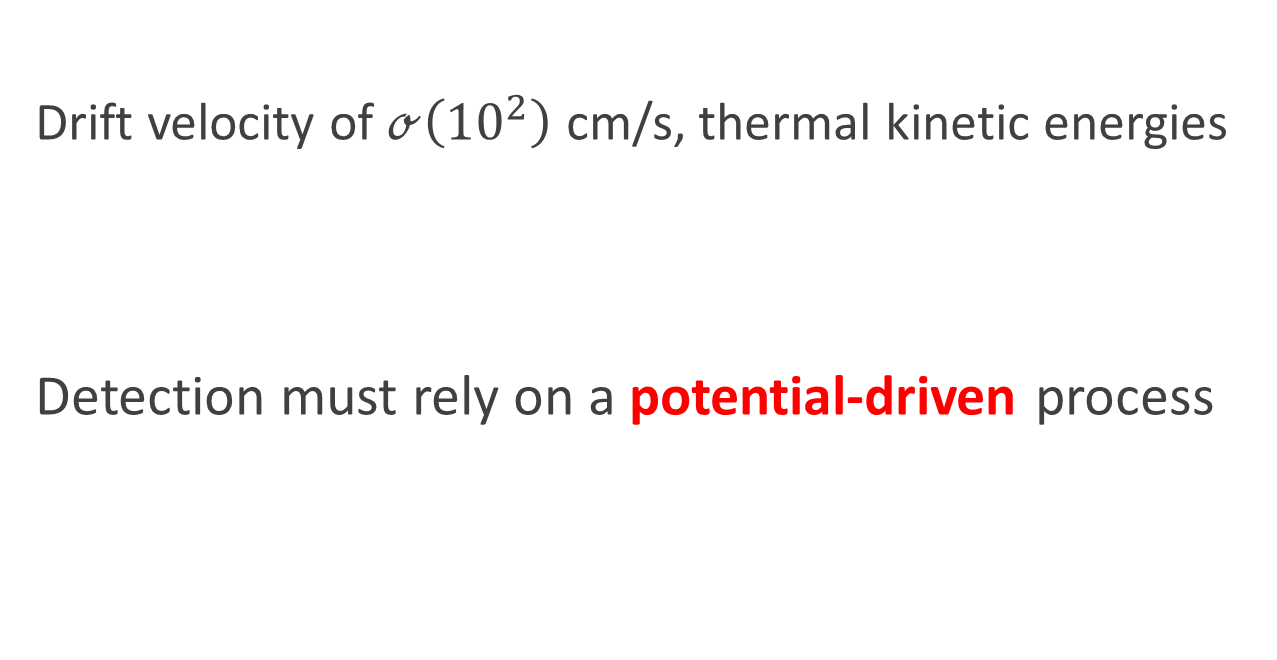 Drift velocity of ℴ(10²) cm/s, thermal kinetic energies
Detection must rely on a potential-driven process